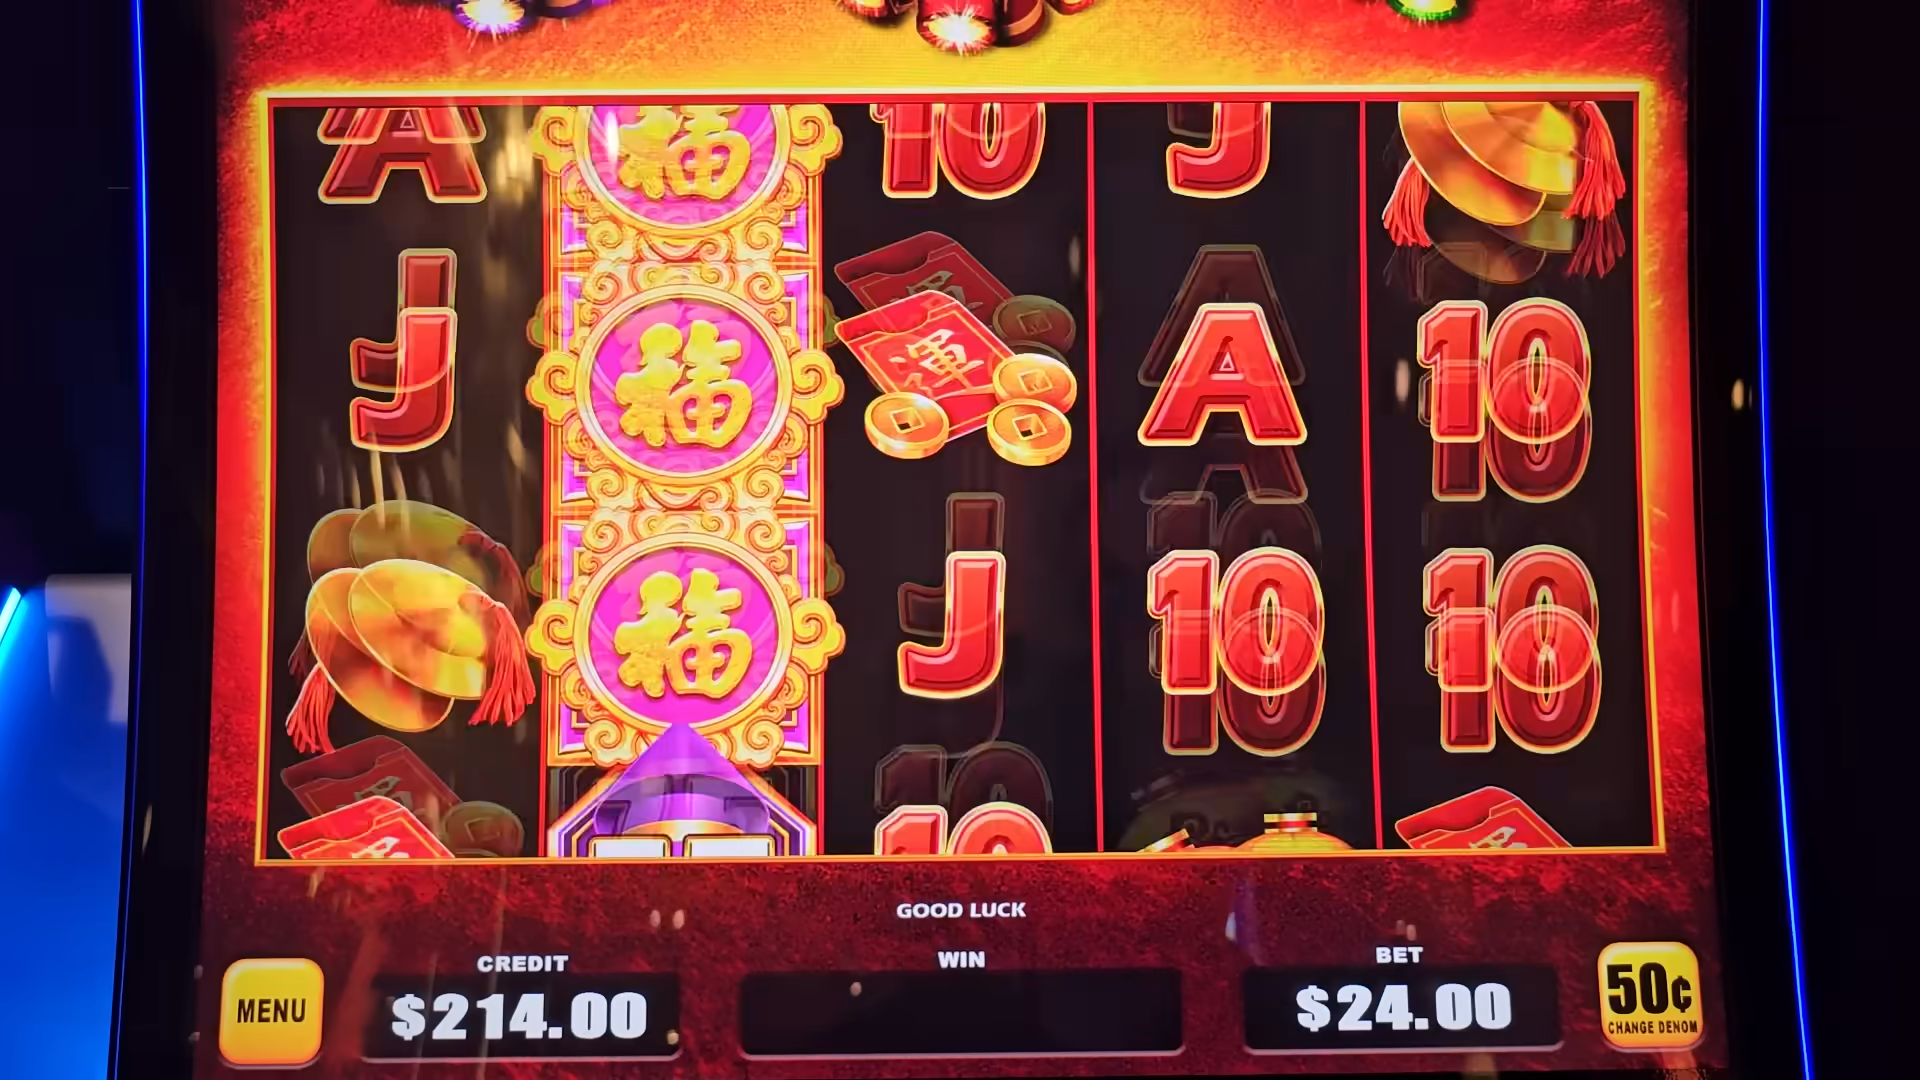 A 福 10 J
J 福 運 A 10
福 J 10 10
10
GOOD LUCK
CREDIT WIN BET
MENU $214.00 $24.00 50¢
CHANGE DENOM